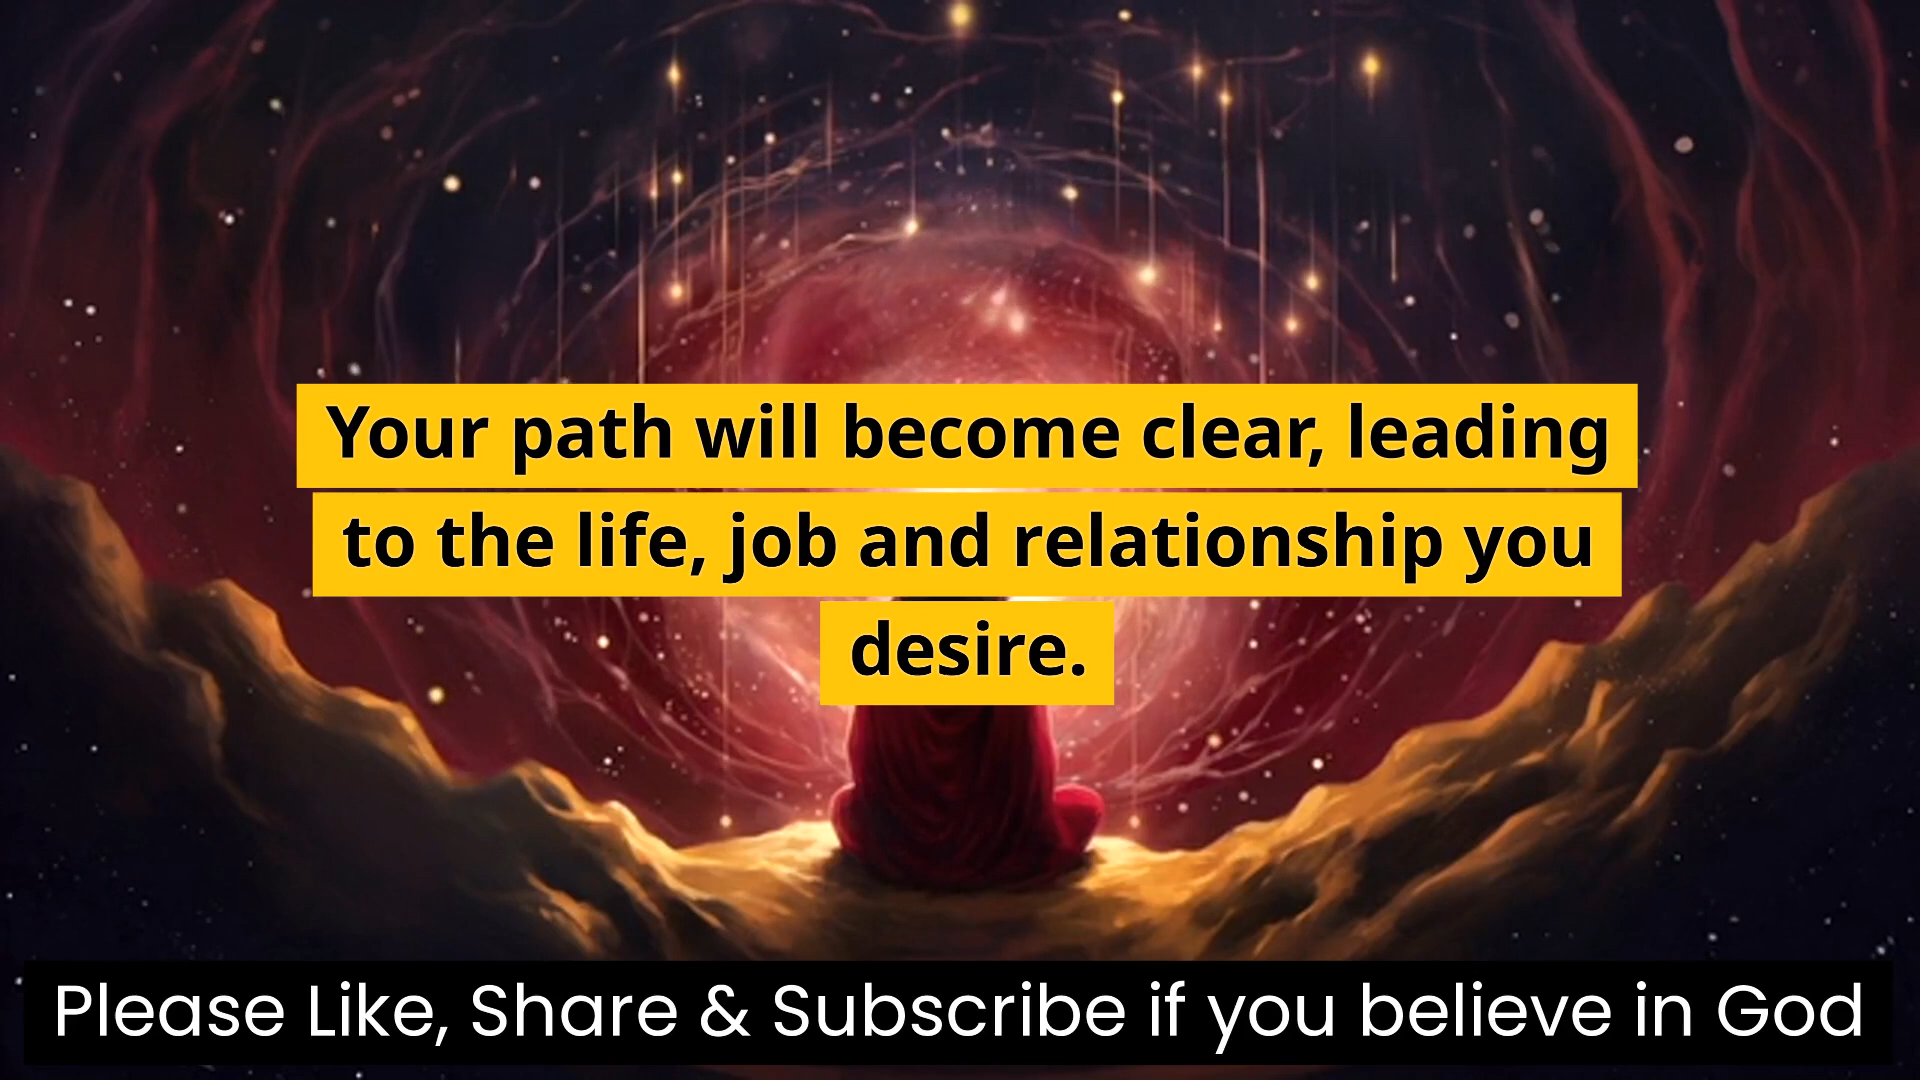 Your path will become clear, leading
to the life, job and relationship you
desire.
Please Like, Share & Subscribe if you believe in God